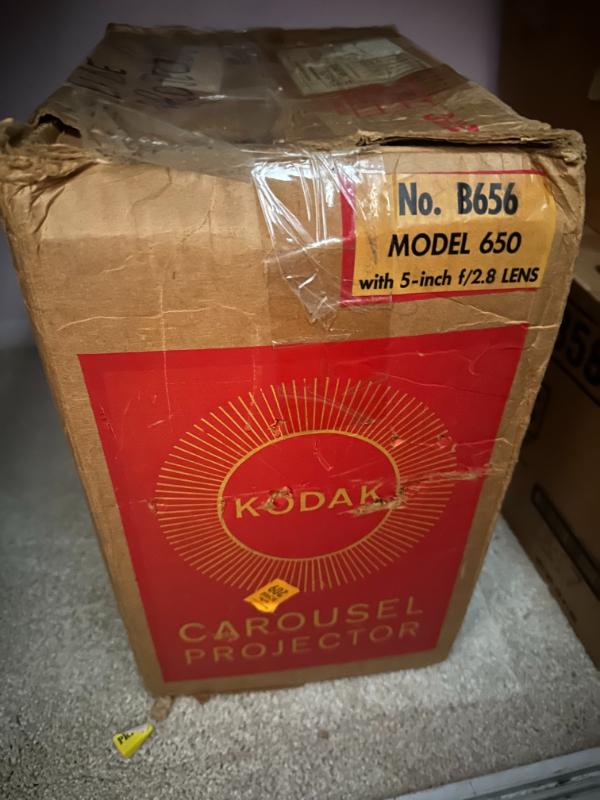 No. B656
MODEL 650
with 5-inch f/2.8 LENS
KODAK
CAROUSEL
PROJECTOR